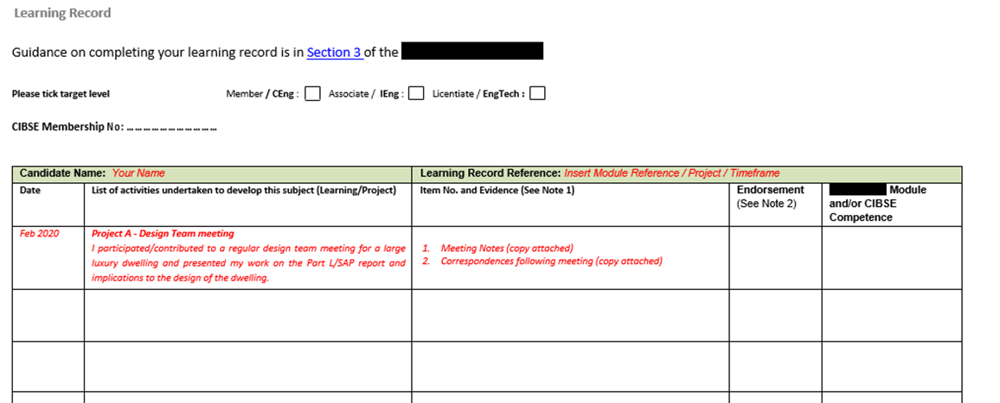 Learning Record
Guidance on completing your learning record is in Section 3 of the
Please tick target level Member / CEng : Associate / IEng : Licentiate / EngTech :
CIBSE Membership No: ……………………………
Candidate Name: Your Name Learning Record Reference: Insert Module Reference / Project / Timeframe
Date List of activities undertaken to develop this subject (Learning/Project) Item No. and Evidence (See Note 1) Endorsement Module
(See Note 2) and/or CIBSE
Competence
Feb 2020 Project A - Design Team meeting
I participated/contributed to a regular design team meeting for a large 1. Meeting Notes (copy attached)
luxury dwelling and presented my work on the Part L/SAP report and 2. Correspondences following meeting (copy attached)
implications to the design of the dwelling.